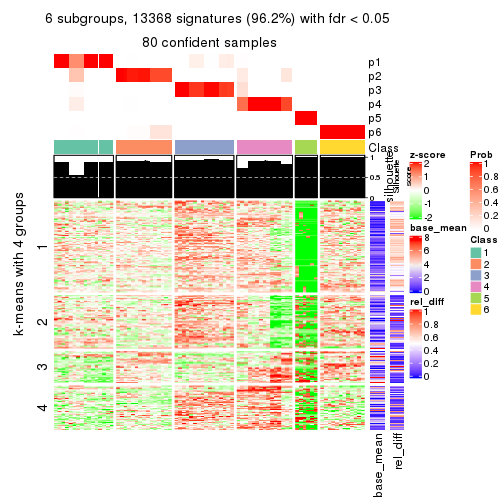 6 subgroups, 13368 signatures (96.2%) with fdr < 0.05
80 confident samples
p1
p2
p3
p4
p5
p6
Class
1
0.5
0
silhouette
Silhouette
score
k-means with 4 groups
1
2
3
4
base_mean
rel_diff
z-score
2
1
0
-1
-2
base_mean
8
6
4
2
0
rel_diff
1
0.8
0.6
0.4
0.2
0
Prob
1
0.8
0.6
0.4
0.2
0
Class
1
2
3
4
5
6